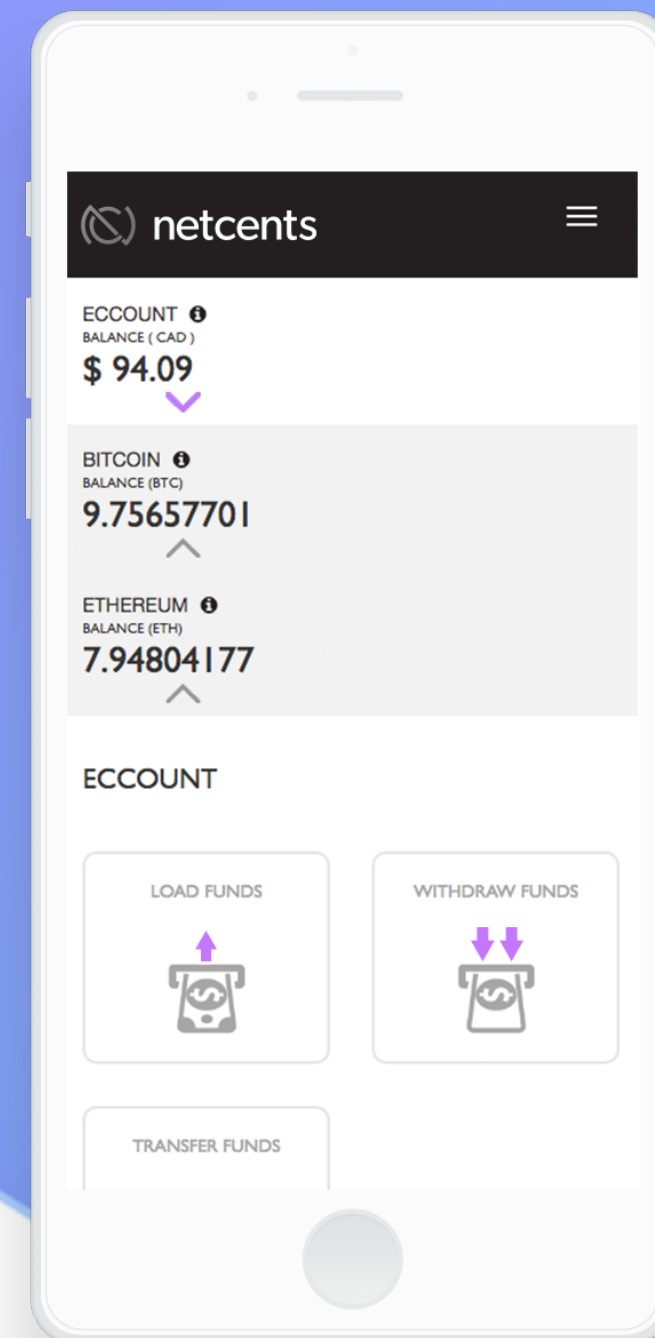 netcents
ECCOUNT
BALANCE ( CAD )
$ 94.09
BITCOIN
BALANCE (BTC)
9.75657701
ETHEREUM
BALANCE (ETH)
7.94804177
ECCOUNT
LOAD FUNDS
WITHDRAW FUNDS
TRANSFER FUNDS